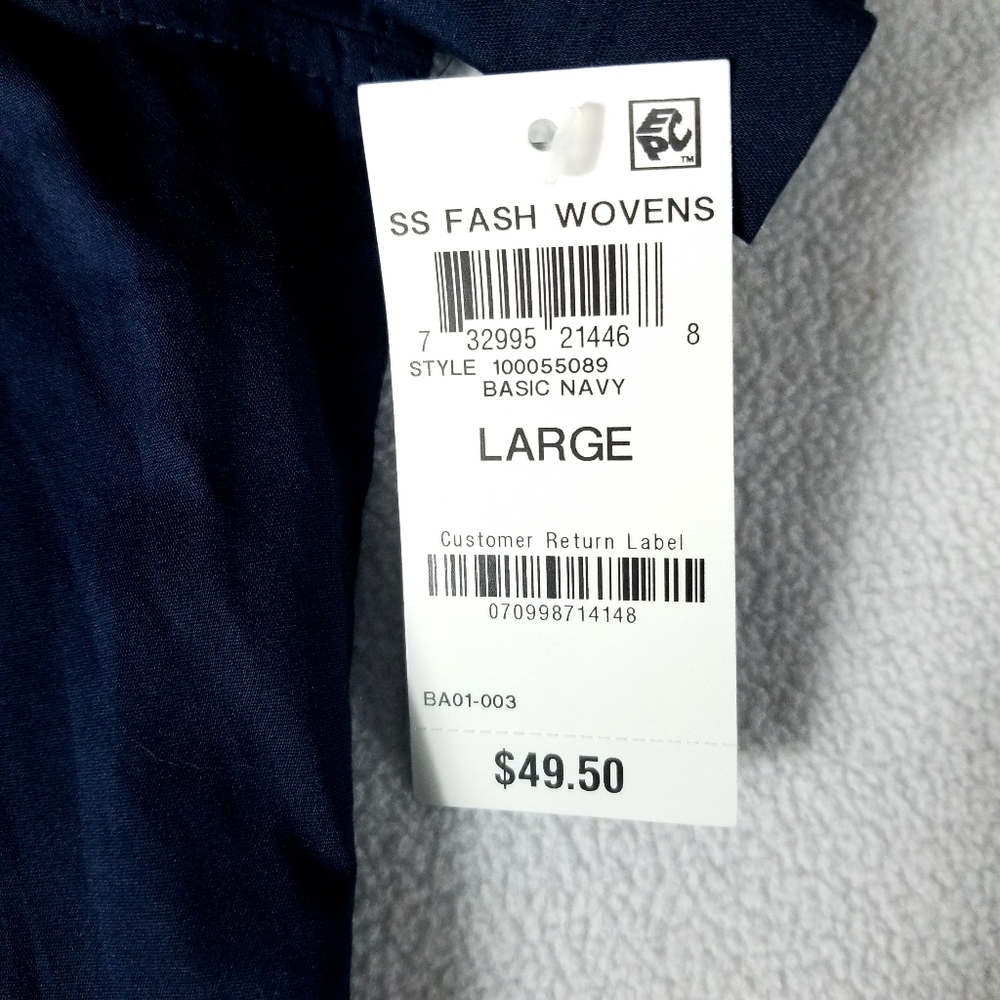 EPC
TM
SS FASH WOVENS
7 32995 21446 8
STYLE 100055089
BASIC NAVY
LARGE
Customer Return Label
070998714148
BA01-003
$49.50